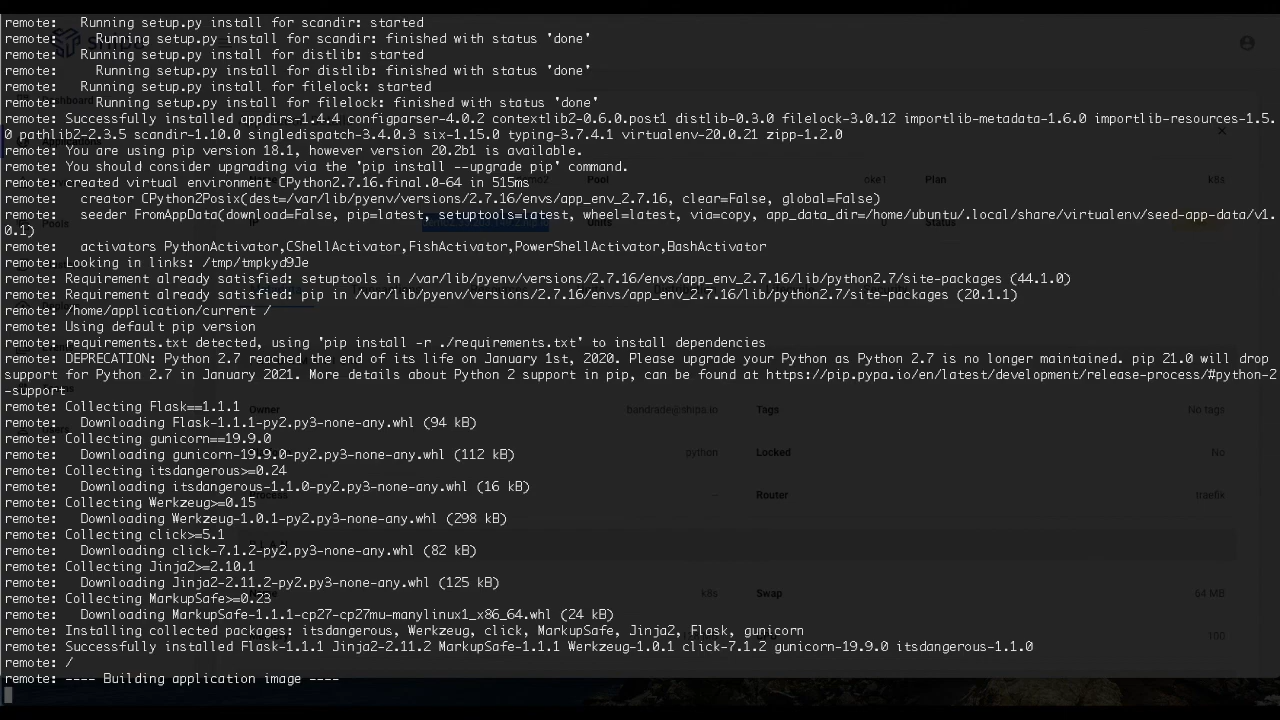 remote:   Running setup.py install for scandir: started
remote:     Running setup.py install for scandir: finished with status 'done'
remote:   Running setup.py install for distlib: started
remote:     Running setup.py install for distlib: finished with status 'done'
remote:   Running setup.py install for filelock: started
remote:     Running setup.py install for filelock: finished with status 'done'
remote: Successfully installed appdirs-1.4.4 configparser-4.0.2 contextlib2-0.6.0.post1 distlib-0.3.0 filelock-3.0.12 importlib-metadata-1.6.0 importlib-resources-1.5.
0 pathlib2-2.3.5 scandir-1.10.0 singledispatch-3.4.0.3 six-1.15.0 typing-3.7.4.1 virtualenv-20.0.21 zipp-1.2.0
remote: You are using pip version 18.1, however version 20.2b1 is available.
remote: You should consider upgrading via the 'pip install --upgrade pip' command.
remote: created virtual environment CPython2.7.16.final.0-64 in 515ms
remote:   creator CPython2Posix(dest=/var/lib/pyenv/versions/2.7.16/envs/app_env_2.7.16, clear=False, global=False)
remote:   seeder FromAppData(download=False, pip=latest, setuptools=latest, wheel=latest, via=copy, app_data_dir=/home/ubuntu/.local/share/virtualenv/seed-app-data/v1.
0.1)
remote:   activators PythonActivator,CShellActivator,FishActivator,PowerShellActivator,BashActivator
remote: Looking in links: /tmp/tmpkyd9Je
remote: Requirement already satisfied: setuptools in /var/lib/pyenv/versions/2.7.16/envs/app_env_2.7.16/lib/python2.7/site-packages (44.1.0)
remote: Requirement already satisfied: pip in /var/lib/pyenv/versions/2.7.16/envs/app_env_2.7.16/lib/python2.7/site-packages (20.1.1)
remote: /home/application/current /
remote: Using default pip version
remote: requirements.txt detected, using 'pip install -r ./requirements.txt' to install dependencies
remote: DEPRECATION: Python 2.7 reached the end of its life on January 1st, 2020. Please upgrade your Python as Python 2.7 is no longer maintained. pip 21.0 will drop
support for Python 2.7 in January 2021. More details about Python 2 support in pip, can be found at https://pip.pypa.io/en/latest/development/release-process/#python-2
-support
remote: Collecting Flask==1.1.1
remote:   Downloading Flask-1.1.1-py2.py3-none-any.whl (94 kB)
remote: Collecting gunicorn==19.9.0
remote:   Downloading gunicorn-19.9.0-py2.py3-none-any.whl (112 kB)
remote: Collecting itsdangerous>=0.24
remote:   Downloading itsdangerous-1.1.0-py2.py3-none-any.whl (16 kB)
remote: Collecting Werkzeug>=0.15
remote:   Downloading Werkzeug-1.0.1-py2.py3-none-any.whl (298 kB)
remote: Collecting click>=5.1
remote:   Downloading click-7.1.2-py2.py3-none-any.whl (82 kB)
remote: Collecting Jinja2>=2.10.1
remote:   Downloading Jinja2-2.11.2-py2.py3-none-any.whl (125 kB)
remote: Collecting MarkupSafe>=0.23
remote:   Downloading MarkupSafe-1.1.1-cp27-cp27mu-manylinux1_x86_64.whl (24 kB)
remote: Installing collected packages: itsdangerous, Werkzeug, click, MarkupSafe, Jinja2, Flask, gunicorn
remote: Successfully installed Flask-1.1.1 Jinja2-2.11.2 MarkupSafe-1.1.1 Werkzeug-1.0.1 click-7.1.2 gunicorn-19.9.0 itsdangerous-1.1.0
remote: /
remote: ---- Building application image ----
Dashboard
Applications
Pool
oke1
Plan
k8s
IP
Units
Status
Owner
bandrade@shipa.io
Tags
No tags
python
Locked
No
Router
traefik
k8s
Swap
64 MB
100